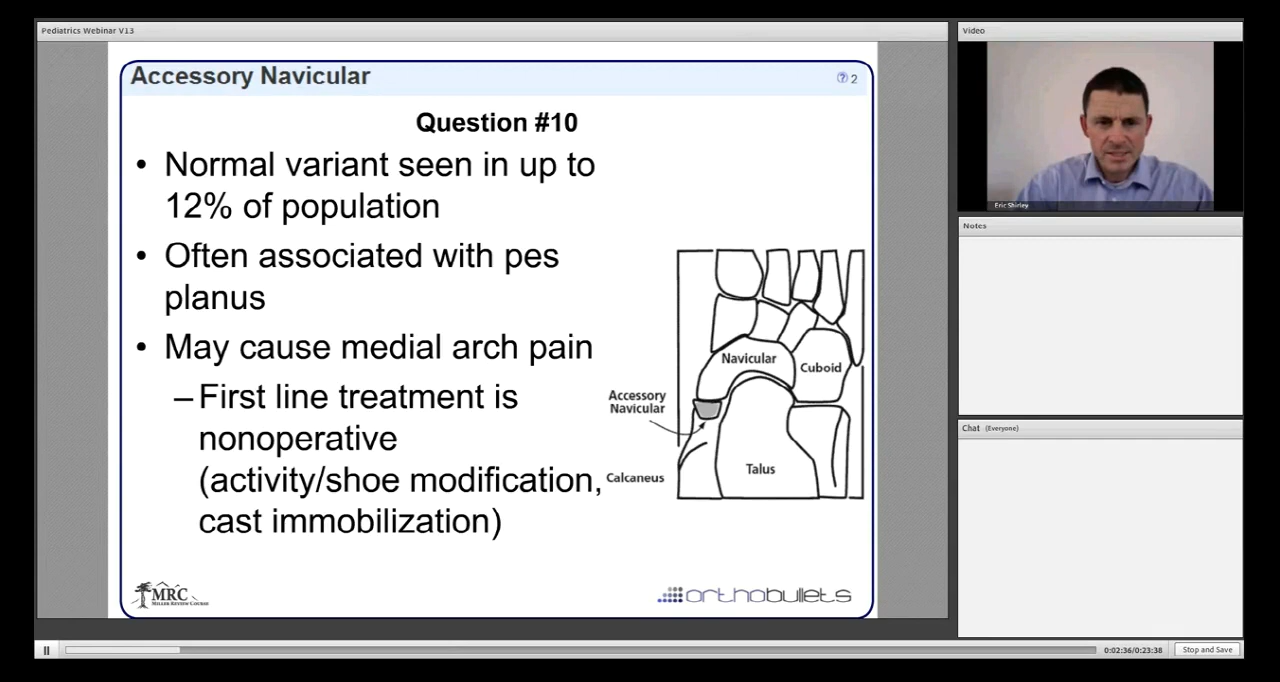 Pediatrics Webinar V13
Accessory Navicular
2
Question #10
• Normal variant seen in up to
12% of population
• Often associated with pes
planus
• May cause medial arch pain
– First line treatment is
nonoperative
(activity/shoe modification,
cast immobilization)
Navicular
Cuboid
Accessory
Navicular
Talus
Calcaneus
MRC
MILLER REVIEW COURSE
orthobullets
Video
Eric Shirley
Notes
Chat (Everyone)
0:02:36/0:23:38
Stop and Save